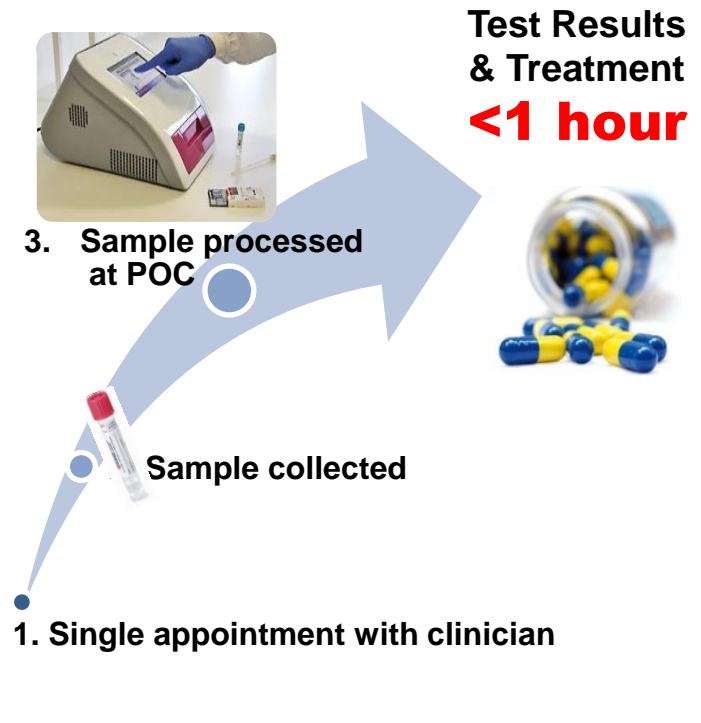 Test Results
& Treatment
<1 hour
3. Sample processed
at POC
Sample collected
1. Single appointment with clinician